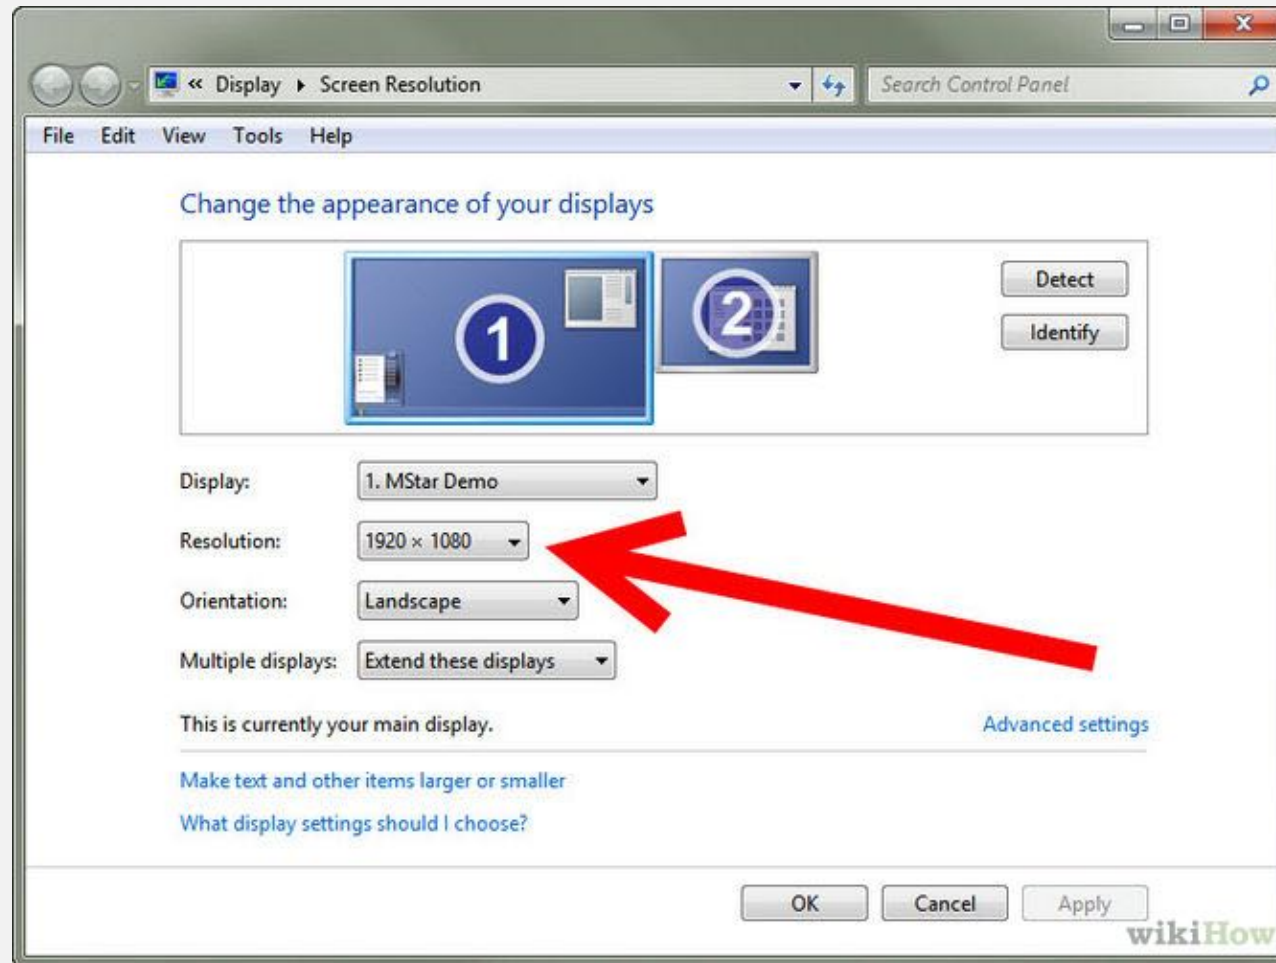 « Display ▸ Screen Resolution
Search Control Panel
File Edit View Tools Help
Change the appearance of your displays
1
2
Detect
Identify
Display: 1. MStar Demo
Resolution: 1920 × 1080
Orientation: Landscape
Multiple displays: Extend these displays
This is currently your main display.
Advanced settings
Make text and other items larger or smaller
What display settings should I choose?
OK Cancel Apply
wikiHow